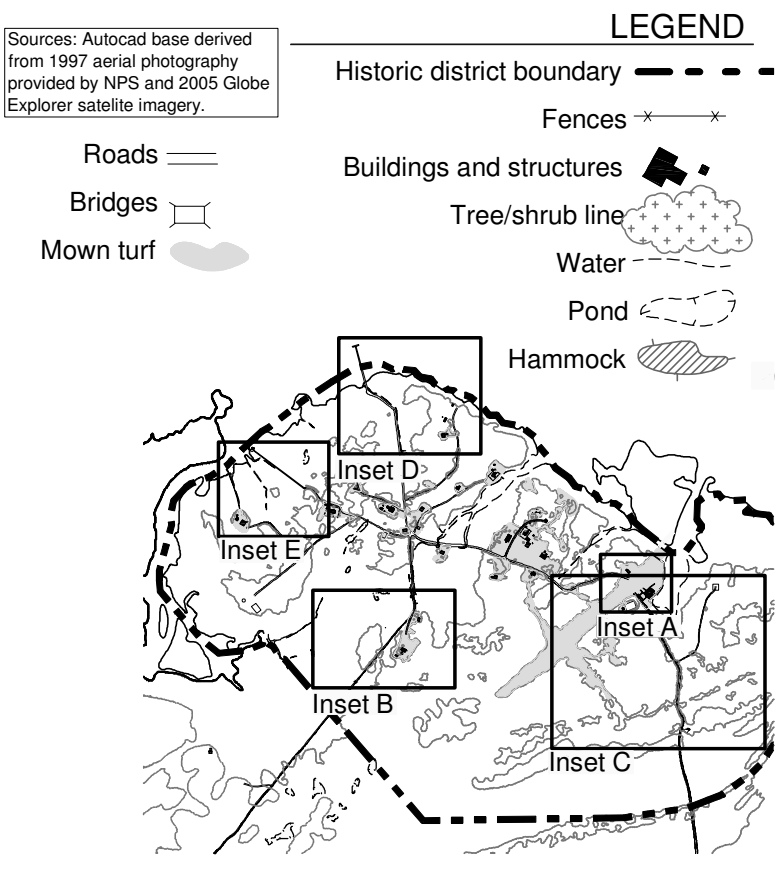 LEGEND
Sources: Autocad base derived
from 1997 aerial photography
provided by NPS and 2005 Globe
Explorer satelite imagery.
Historic district boundary
Fences
Roads
Buildings and structures
Bridges
Tree/shrub line
Mown turf
Water
Pond
Hammock
Inset D
Inset E
Inset A
Inset B
Inset C